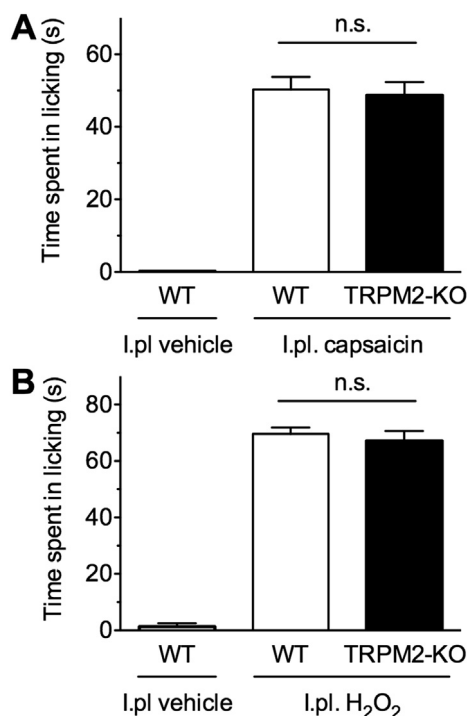 A
Time spent in licking (s)
n.s.
60
40
20
0
WT
WT
TRPM2-KO
I.pl vehicle
I.pl. capsaicin
B
Time spent in licking (s)
n.s.
80
60
40
20
0
WT
WT
TRPM2-KO
I.pl vehicle
I.pl. H₂O₂